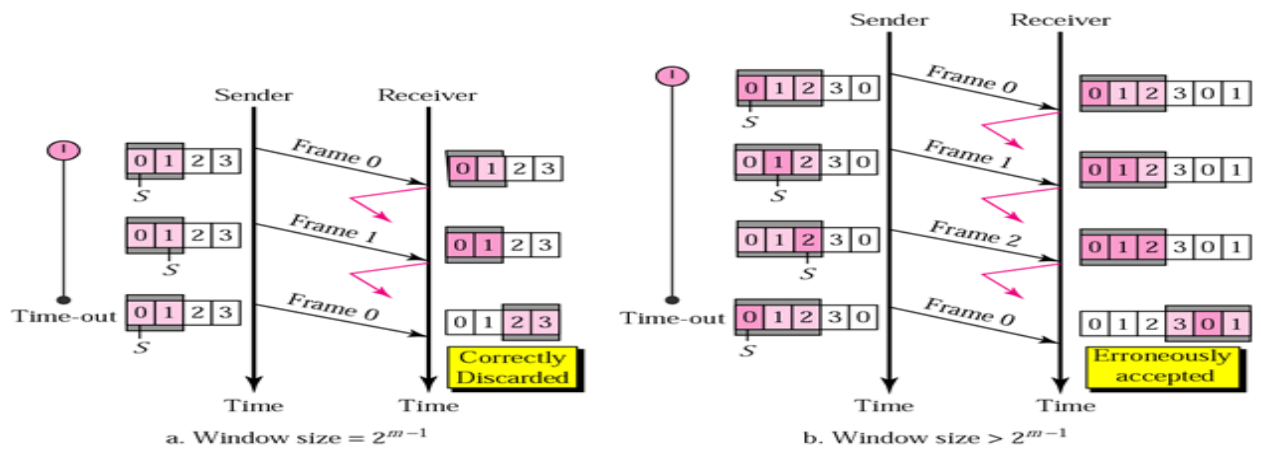 Sender Receiver
0 1 2 3
Frame 0
0 1 2 3
S
0 1 2 3
Frame 1
0 1 2 3
S
Time-out
0 1 2 3
Frame 0
0 1 2 3
S
Correctly
Discarded
Time Time
a. Window size = 2^{m−1}
Sender Receiver
0 1 2 3 0
Frame 0
0 1 2 3 0 1
S
0 1 2 3 0
Frame 1
0 1 2 3 0 1
S
0 1 2 3 0
Frame 2
0 1 2 3 0 1
S
Time-out
0 1 2 3 0
Frame 0
0 1 2 3 0 1
S
Erroneously
accepted
Time Time
b. Window size > 2^{m−1}